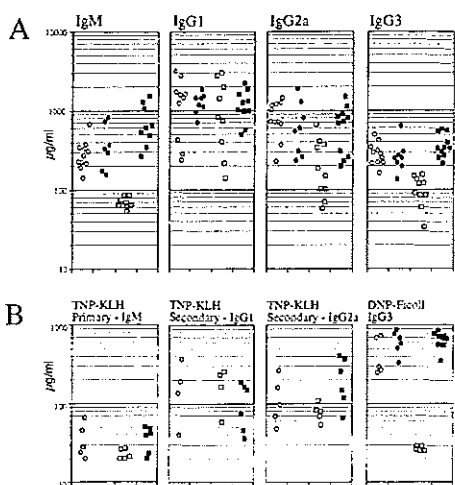 A
IgM IgG1 IgG2a IgG3
10000
1000
100
10
µg/ml
B
TNP-KLH TNP-KLH TNP-KLH DNP-Ficoll
Primary - IgM Secondary - IgG1 Secondary - IgG2a IgG3
1000
100
10
µg/ml